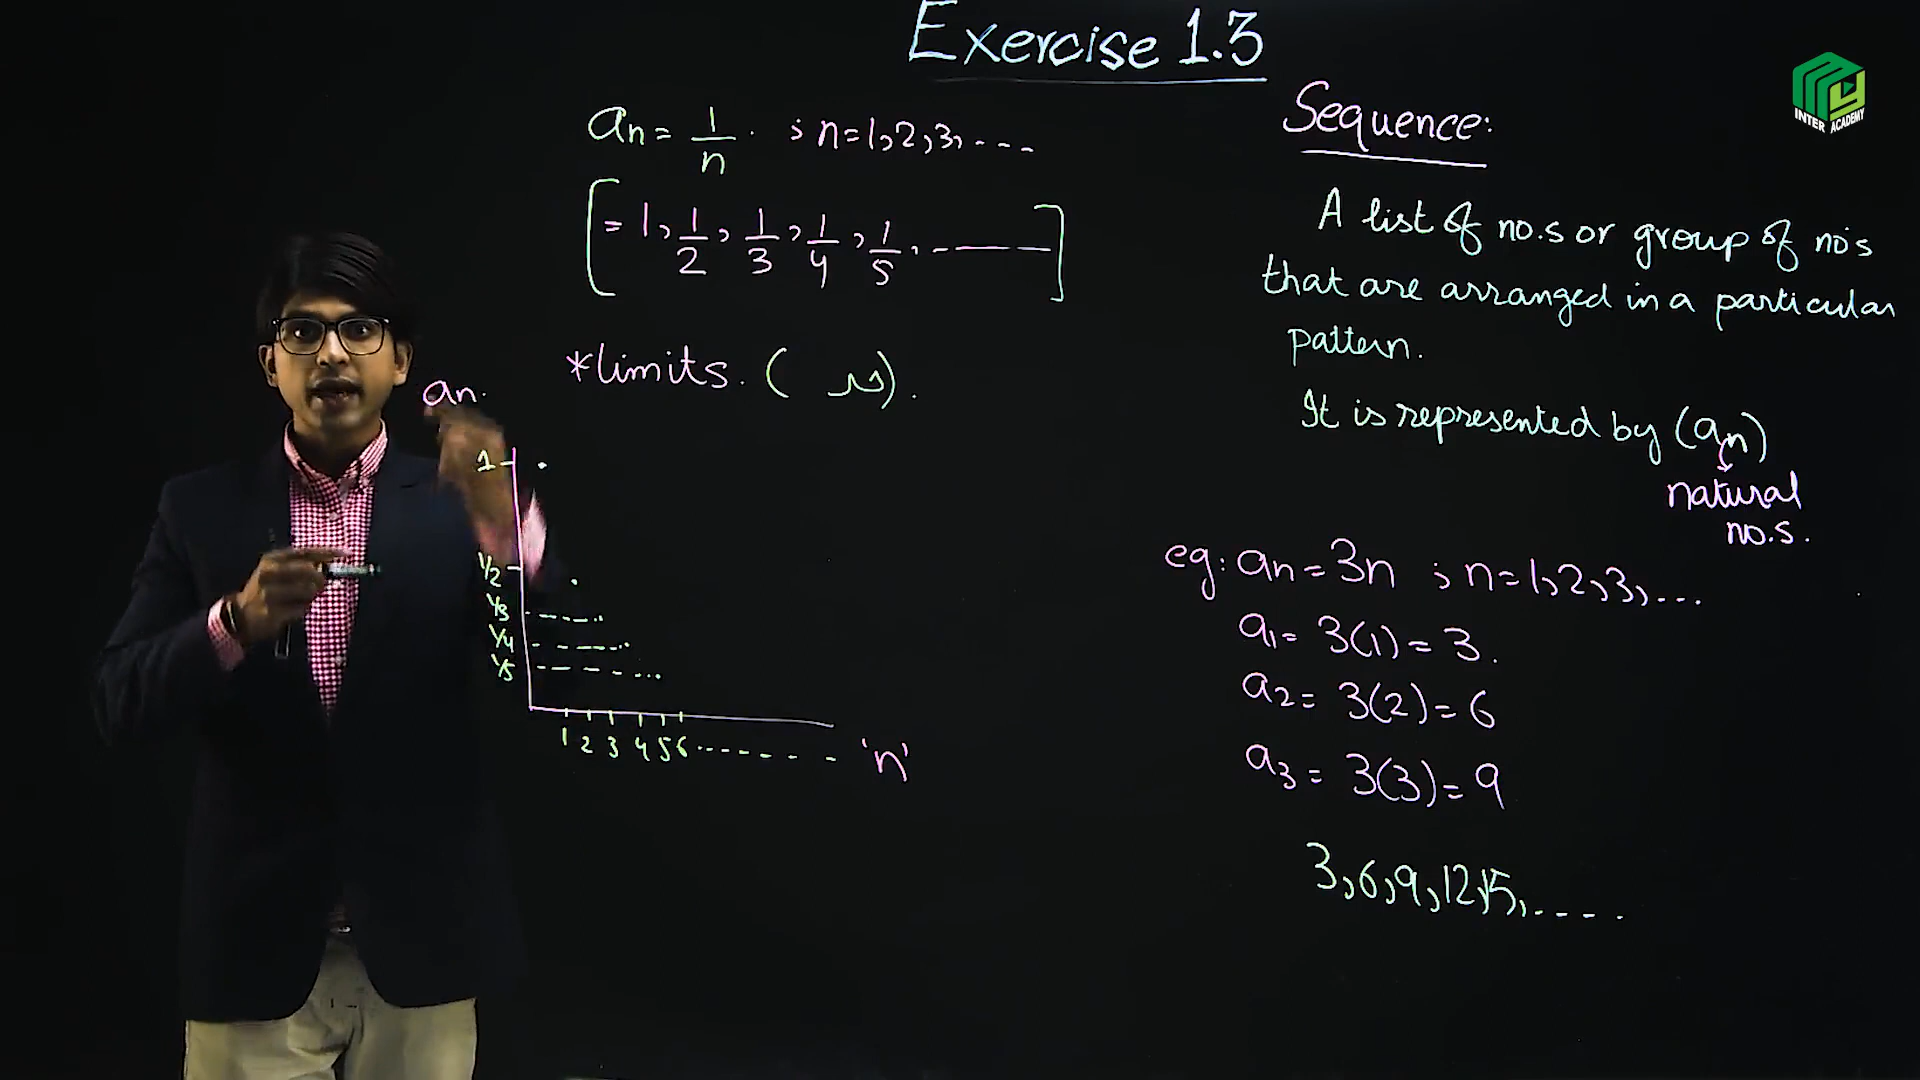 Exercise 1.3
an = 1/n . ; n=1,2,3, - - -
[ = 1, 1/2, 1/3, 1/4, 1/5, - ——— ]
*limits. ( ).
an.
1
1/2
1/3
1/4
1/5
1 2 3 4 5 6 ..------
'n'
Sequence:
A list of no.s or group of no's
that are arranged in a particular
pattern.
It is represented by (an)
natural
no.s.
eg: an = 3n ; n=1,2,3, ...
a1 = 3(1) = 3.
a2 = 3(2) = 6
a3 = 3(3) = 9
3,6,9,12,15, - - - -
INTER ACADEMY